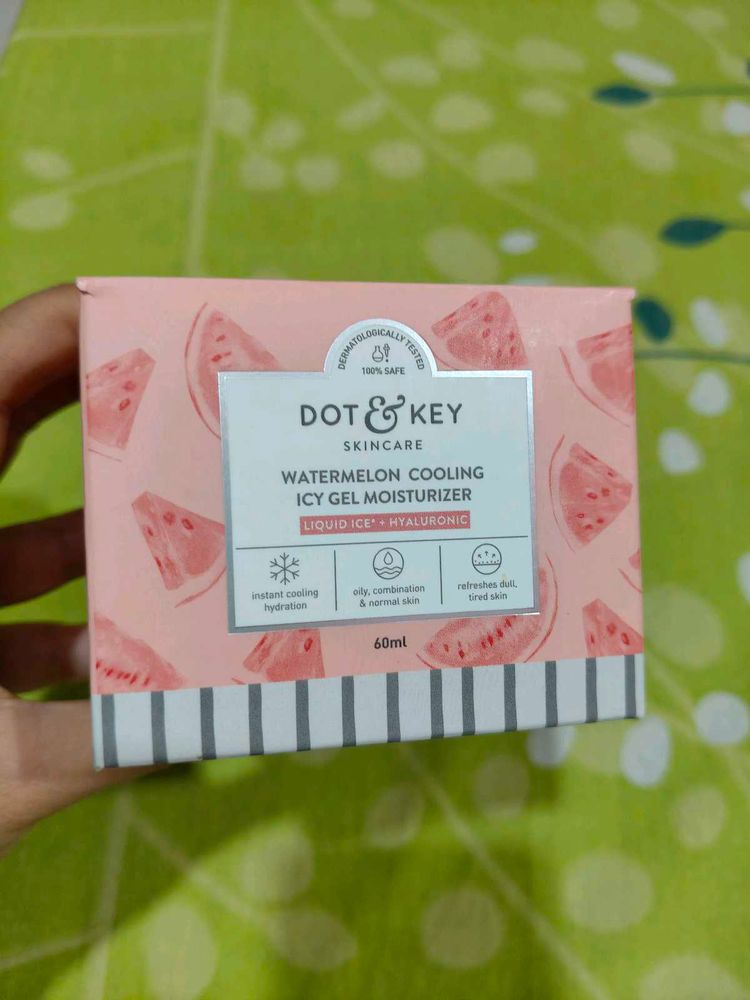 DERMATOLOGICALLY TESTED
100% SAFE
DOT & KEY
SKINCARE
WATERMELON COOLING
ICY GEL MOISTURIZER
LIQUID ICE* + HYALURONIC
instant cooling
hydration
oily, combination
& normal skin
refreshes dull,
tired skin
60ml